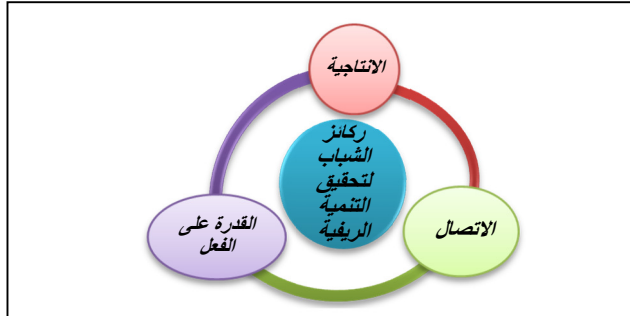 الانتاجية
ركائز
الشباب
لتحقيق
التنمية
الريفية
الاتصال
القدرة على
الفعل